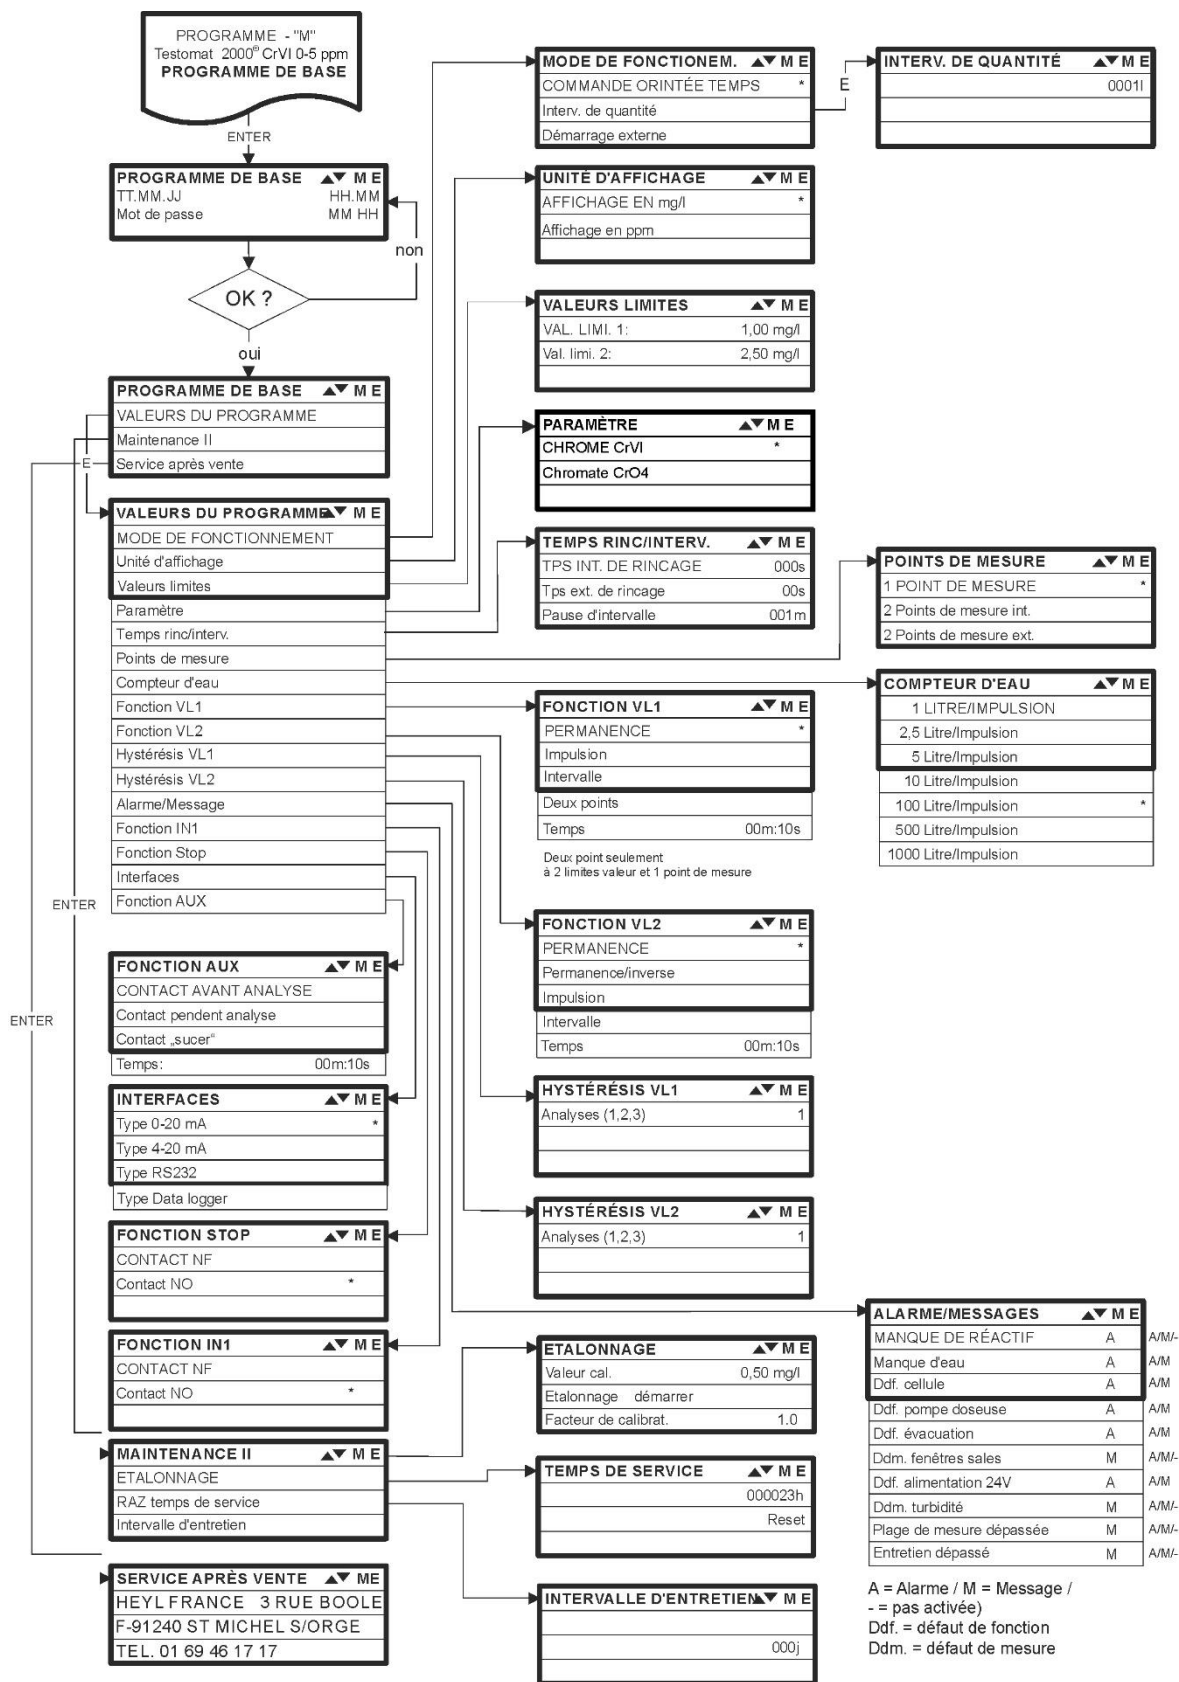 PROGRAMME - "M"
Testomat 2000® CrVI 0-5 ppm
PROGRAMME DE BASE
ENTER
PROGRAMME DE BASE ▲▼ M E
TT.MM.JJ HH.MM
Mot de passe MM HH
non
OK ?
oui
PROGRAMME DE BASE ▲▼ M E
VALEURS DU PROGRAMME
Maintenance II
E
Service après vente
VALEURS DU PROGRAMME ▲▼ M E
MODE DE FONCTIONNEMENT
Unité d'affichage
Valeurs limites
Paramètre
Temps rinc/interv.
Points de mesure
Compteur d'eau
Fonction VL1
Fonction VL2
Hystérésis VL1
Hystérésis VL2
Alarme/Message
Fonction IN1
Fonction Stop
Interfaces
Fonction AUX
ENTER
ENTER
FONCTION AUX ▲▼ M E
CONTACT AVANT ANALYSE
Contact pendent analyse
Contact „sucer“
Temps: 00m:10s
INTERFACES ▲▼ M E
Type 0-20 mA *
Type 4-20 mA
Type RS232
Type Data logger
FONCTION STOP ▲▼ M E
CONTACT NF
Contact NO *
FONCTION IN1 ▲▼ M E
CONTACT NF
Contact NO *
MAINTENANCE II ▲▼ M E
ETALONNAGE
RAZ temps de service
Intervalle d'entretien
SERVICE APRÈS VENTE ▲▼ ME
HEYL FRANCE 3 RUE BOOLE
F-91240 ST MICHEL S/ORGE
TEL. 01 69 46 17 17
MODE DE FONCTIONEM. ▲▼ M E
COMMANDE ORINTÉE TEMPS *
Interv. de quantité
Démarrage externe
E
INTERV. DE QUANTITÉ ▲▼ M E
0001l
UNITÉ D'AFFICHAGE ▲▼ M E
AFFICHAGE EN mg/l *
Affichage en ppm
VALEURS LIMITES ▲▼ M E
VAL. LIMI. 1: 1,00 mg/l
Val. limi. 2: 2,50 mg/l
PARAMÈTRE ▲▼ M E
CHROME CrVI *
Chromate CrO4
TEMPS RINC/INTERV. ▲▼ M E
TPS INT. DE RINCAGE 000s
Tps ext. de rincage 00s
Pause d'intervalle 001m
POINTS DE MESURE ▲▼ M E
1 POINT DE MESURE *
2 Points de mesure int.
2 Points de mesure ext.
COMPTEUR D'EAU ▲▼ M E
1 LITRE/IMPULSION
2,5 Litre/Impulsion
5 Litre/Impulsion
10 Litre/Impulsion
100 Litre/Impulsion *
500 Litre/Impulsion
1000 Litre/Impulsion
FONCTION VL1 ▲▼ M E
PERMANENCE *
Impulsion
Intervalle
Deux points
Temps 00m:10s
Deux point seulement
à 2 limites valeur et 1 point de mesure
FONCTION VL2 ▲▼ M E
PERMANENCE *
Permanence/inverse
Impulsion
Intervalle
Temps 00m:10s
HYSTÉRÉSIS VL1 ▲▼ M E
Analyses (1,2,3) 1
HYSTÉRÉSIS VL2 ▲▼ M E
Analyses (1,2,3) 1
ETALONNAGE ▲▼ M E
Valeur cal. 0,50 mg/l
Etalonnage démarrer
Facteur de calibrat. 1.0
TEMPS DE SERVICE ▲▼ M E
000023h
Reset
INTERVALLE D'ENTRETIEN ▲▼ M E
000j
ALARME/MESSAGES ▲▼ M E
MANQUE DE RÉACTIF A A/M/-
Manque d'eau A A/M
Ddf. cellule A A/M
Ddf. pompe doseuse A A/M
Ddf. évacuation A A/M
Ddm. fenêtres sales M A/M/-
Ddf. alimentation 24V A A/M
Ddm. turbidité M A/M/-
Plage de mesure dépassée M A/M/-
Entretien dépassé M A/M/-
A = Alarme / M = Message /
- = pas activée)
Ddf. = défaut de fonction
Ddm. = défaut de mesure